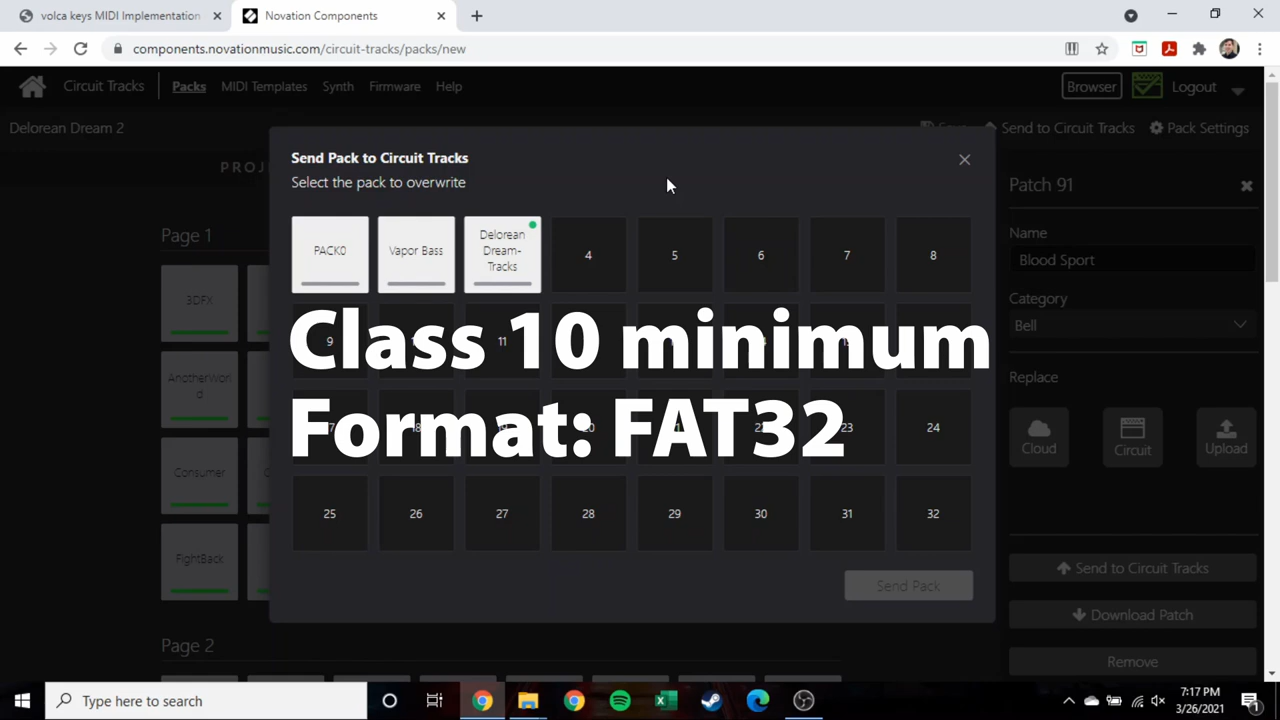 volca keys MIDI Implementation
Novation Components
components.novationmusic.com/circuit-tracks/packs/new
Circuit Tracks
Packs
MIDI Templates
Synth
Firmware
Help
Browser
Logout
Delorean Dream 2
Save
Send to Circuit Tracks
Pack Settings
Send Pack to Circuit Tracks
Select the pack to overwrite
PACK0
Vapor Bass
Delorean
Dream-
Tracks
4
5
6
7
8
9
11
Class 10 minimum
Format: FAT32
23
24
25
26
27
28
29
30
31
32
Send Pack
Page 1
3DFX
AnotherWorl
d
Consumer
FightBack
Page 2
Patch 91
Name
Blood Sport
Category
Bell
Replace
Cloud
Circuit
Upload
Send to Circuit Tracks
Download Patch
Remove
Type here to search
7:17 PM
3/26/2021